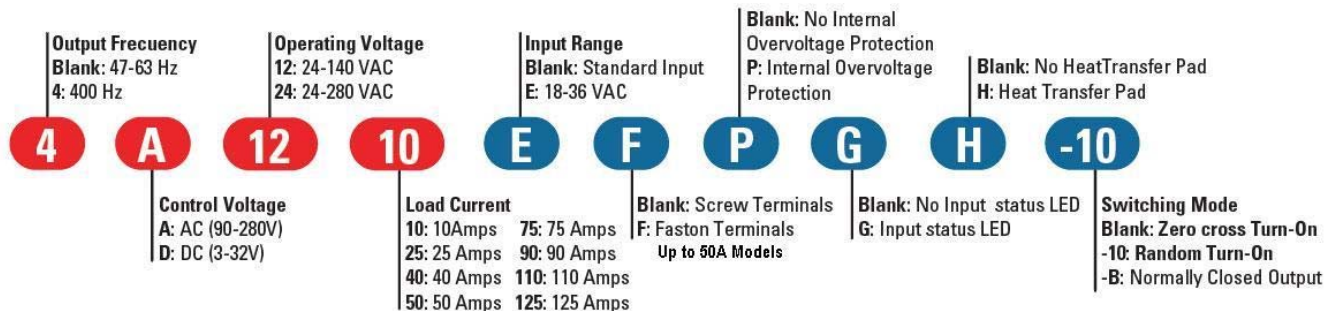 Output Frecuency
Blank: 47-63 Hz
4: 400 Hz
Operating Voltage
12: 24-140 VAC
24: 24-280 VAC
Input Range
Blank: Standard Input
E: 18-36 VAC
Blank: No Internal
Overvoltage Protection
P: Internal Overvoltage
Protection
Blank: No HeatTransfer Pad
H: Heat Transfer Pad
4 A 12 10 E F P G H -10
Control Voltage
A: AC (90-280V)
D: DC (3-32V)
Load Current
10: 10Amps 75: 75 Amps
25: 25 Amps 90: 90 Amps
40: 40 Amps 110: 110 Amps
50: 50 Amps 125: 125 Amps
Blank: Screw Terminals
F: Faston Terminals
Up to 50A Models
Blank: No Input status LED
G: Input status LED
Switching Mode
Blank: Zero cross Turn-On
-10: Random Turn-On
-B: Normally Closed Output